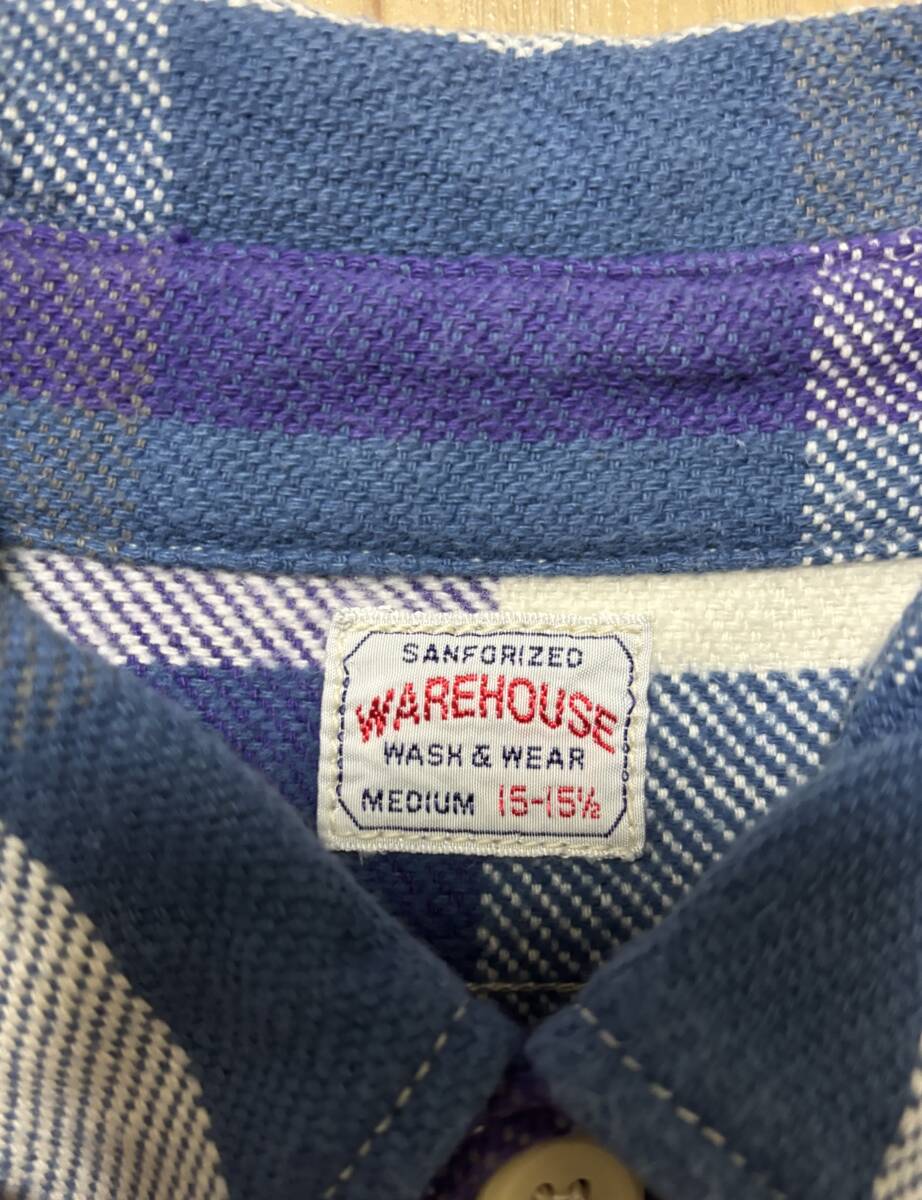 SANFORIZED
WAREHOUSE
WASH & WEAR
MEDIUM 15-15½